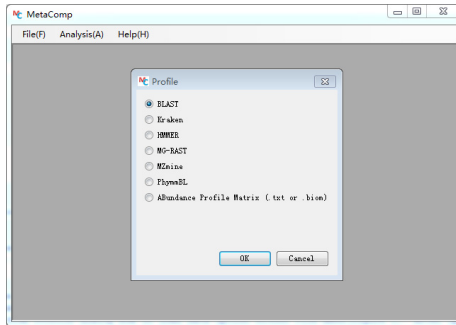 MetaComp
File(F) Analysis(A) Help(H)
Profile
BLAST
Kraken
HMMER
MG-RAST
MZmine
PhymmBL
ABundance Profile Matrix (.txt or .biom)
OK Cancel